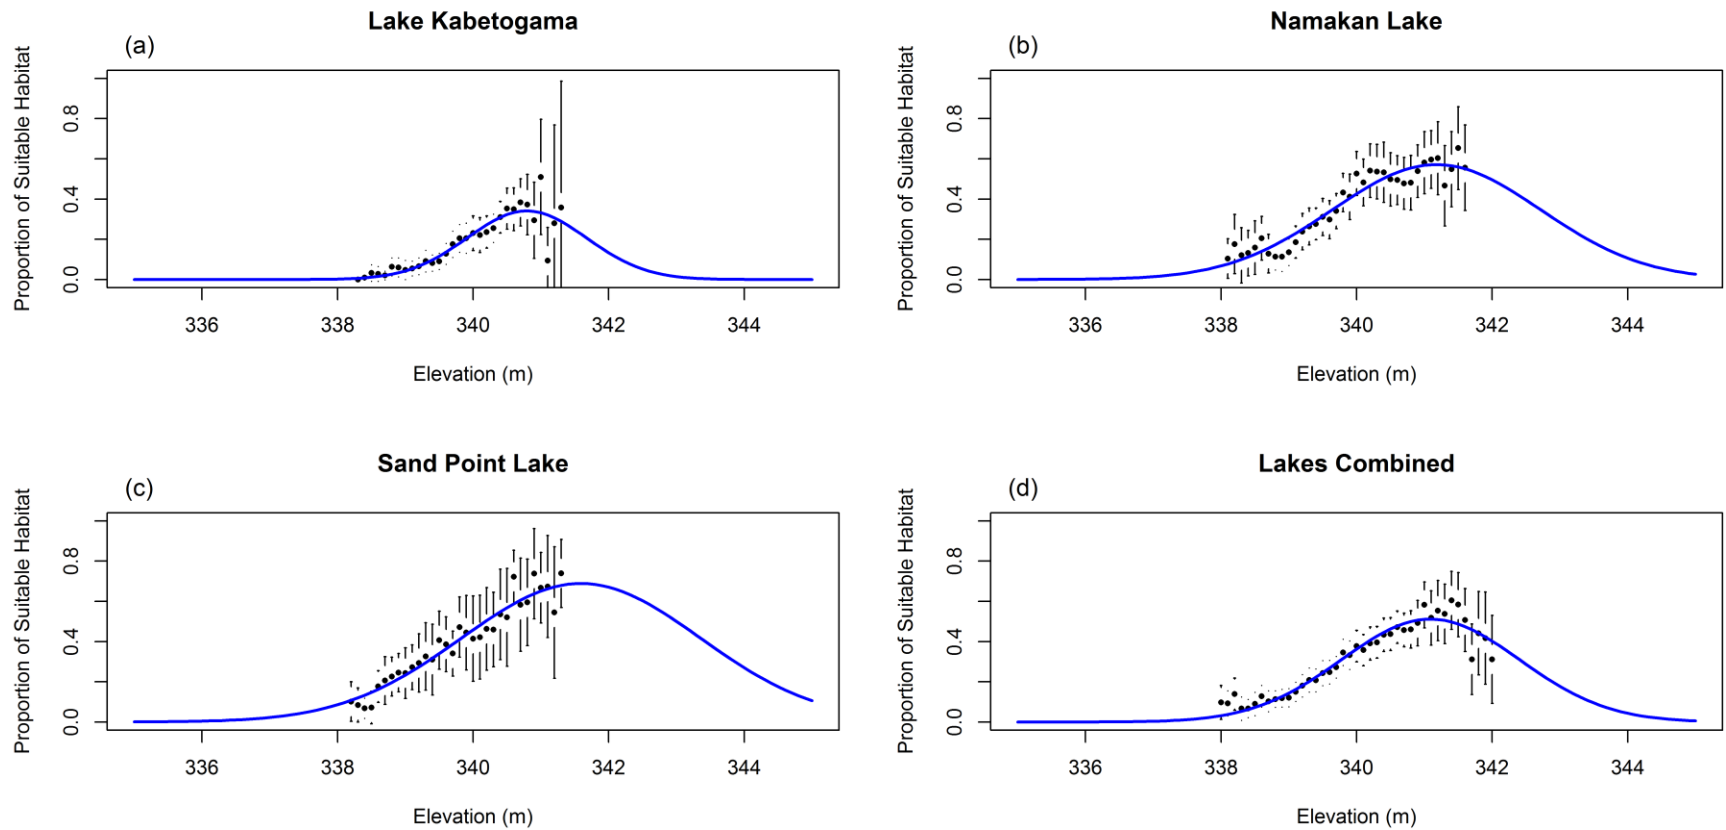 Lake Kabetogama
(a)
Proportion of Suitable Habitat
0.0 0.4 0.8
336 338 340 342 344
Elevation (m)
Namakan Lake
(b)
Proportion of Suitable Habitat
0.0 0.4 0.8
336 338 340 342 344
Elevation (m)
Sand Point Lake
(c)
Proportion of Suitable Habitat
0.0 0.4 0.8
336 338 340 342 344
Elevation (m)
Lakes Combined
(d)
Proportion of Suitable Habitat
0.0 0.4 0.8
336 338 340 342 344
Elevation (m)